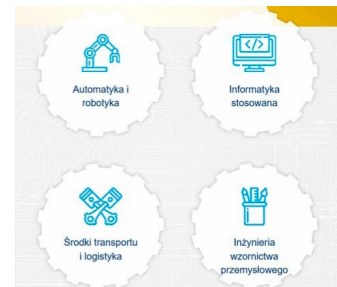 Automatyka i
robotyka
Informatyka
stosowana
Środki transportu
i logistyka
Inżynieria
wzornictwa
przemysłowego